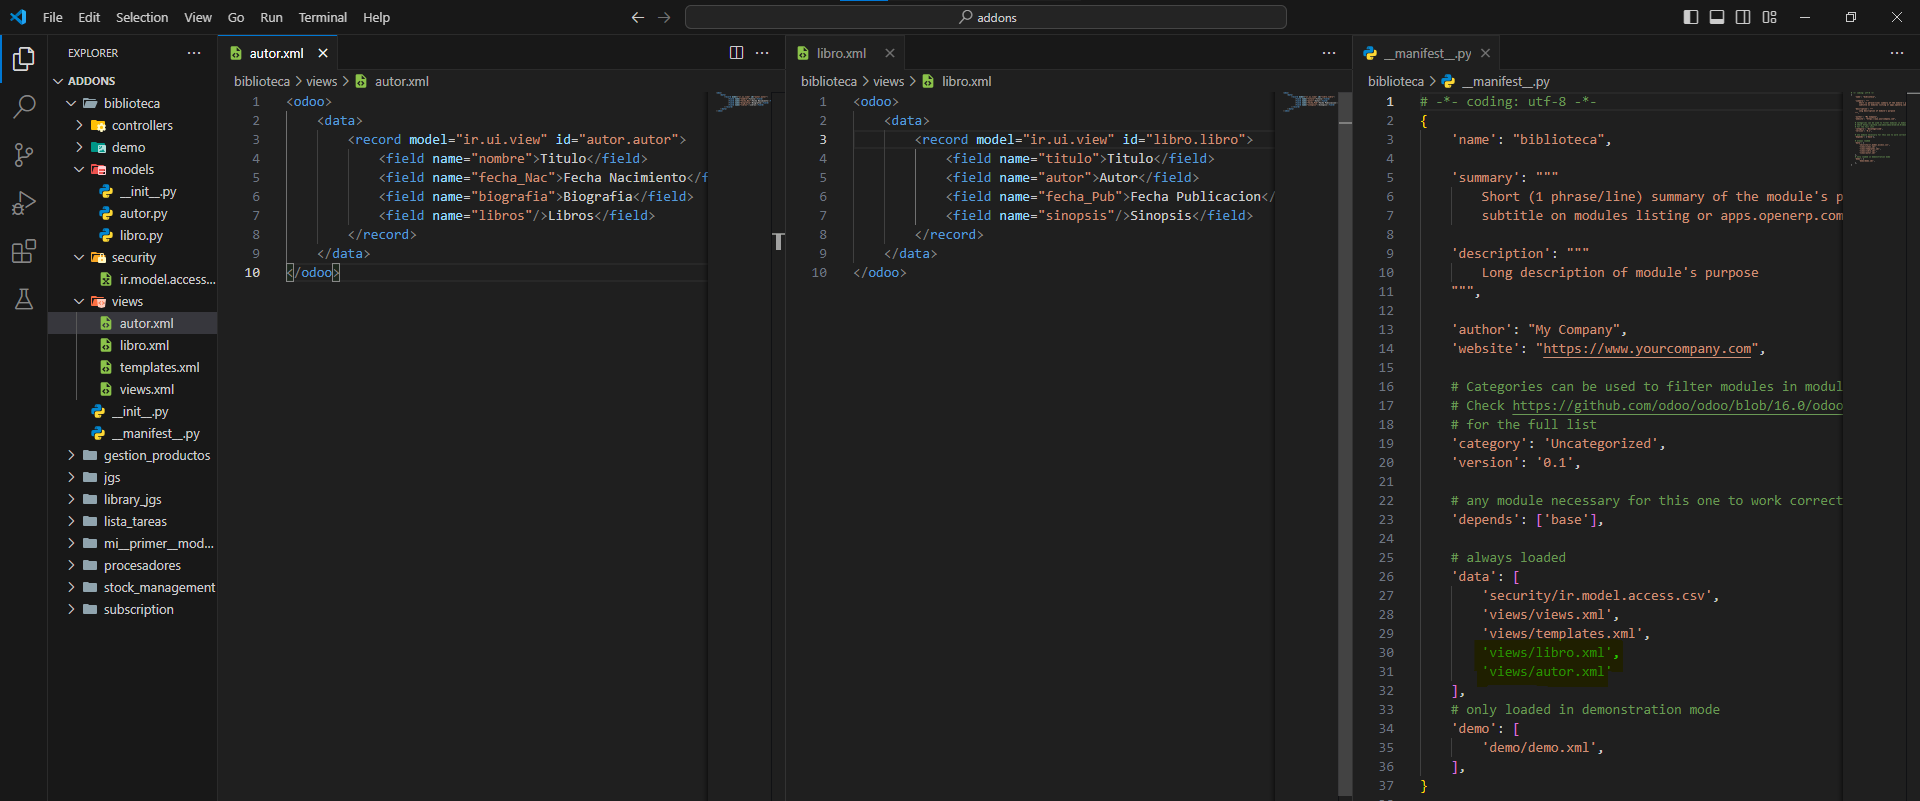 File Edit Selection View Go Run Terminal Help
addons
EXPLORER
ADDONS
biblioteca
controllers
demo
models
__init__.py
autor.py
libro.py
security
ir.model.access...
views
autor.xml
libro.xml
templates.xml
views.xml
__init__.py
__manifest__.py
gestion_productos
jgs
library_jgs
lista_tareas
mi__primer__mod...
procesadores
stock_management
subscription
autor.xml
biblioteca > views > autor.xml
1 <odoo>
2 <data>
3 <record model="ir.ui.view" id="autor.autor">
4 <field name="nombre">Titulo</field>
5 <field name="fecha_Nac">Fecha Nacimiento</f
6 <field name="biografia">Biografia</field>
7 <field name="libros"/>Libros</field>
8 </record>
9 </data>
10 </odoo>
libro.xml
biblioteca > views > libro.xml
1 <odoo>
2 <data>
3 <record model="ir.ui.view" id="libro.libro">
4 <field name="titulo">Titulo</field>
5 <field name="autor">Autor</field>
6 <field name="fecha_Pub">Fecha Publicacion</
7 <field name="sinopsis"/>Sinopsis</field>
8 </record>
9 </data>
10 </odoo>
__manifest__.py
biblioteca > __manifest__.py
1 # -*- coding: utf-8 -*-
2 {
3 'name': "biblioteca",
4
5 'summary': """
6 Short (1 phrase/line) summary of the module's p
7 subtitle on modules listing or apps.openerp.com
8
9 'description': """
10 Long description of module's purpose
11 """,
12
13 'author': "My Company",
14 'website': "https://www.yourcompany.com",
15
16 # Categories can be used to filter modules in modul
17 # Check https://github.com/odoo/odoo/blob/16.0/odoo
18 # for the full list
19 'category': 'Uncategorized',
20 'version': '0.1',
21
22 # any module necessary for this one to work correct
23 'depends': ['base'],
24
25 # always loaded
26 'data': [
27 'security/ir.model.access.csv',
28 'views/views.xml',
29 'views/templates.xml',
30 'views/libro.xml',
31 'views/autor.xml'
32 ],
33 # only loaded in demonstration mode
34 'demo': [
35 'demo/demo.xml',
36 ],
37 }